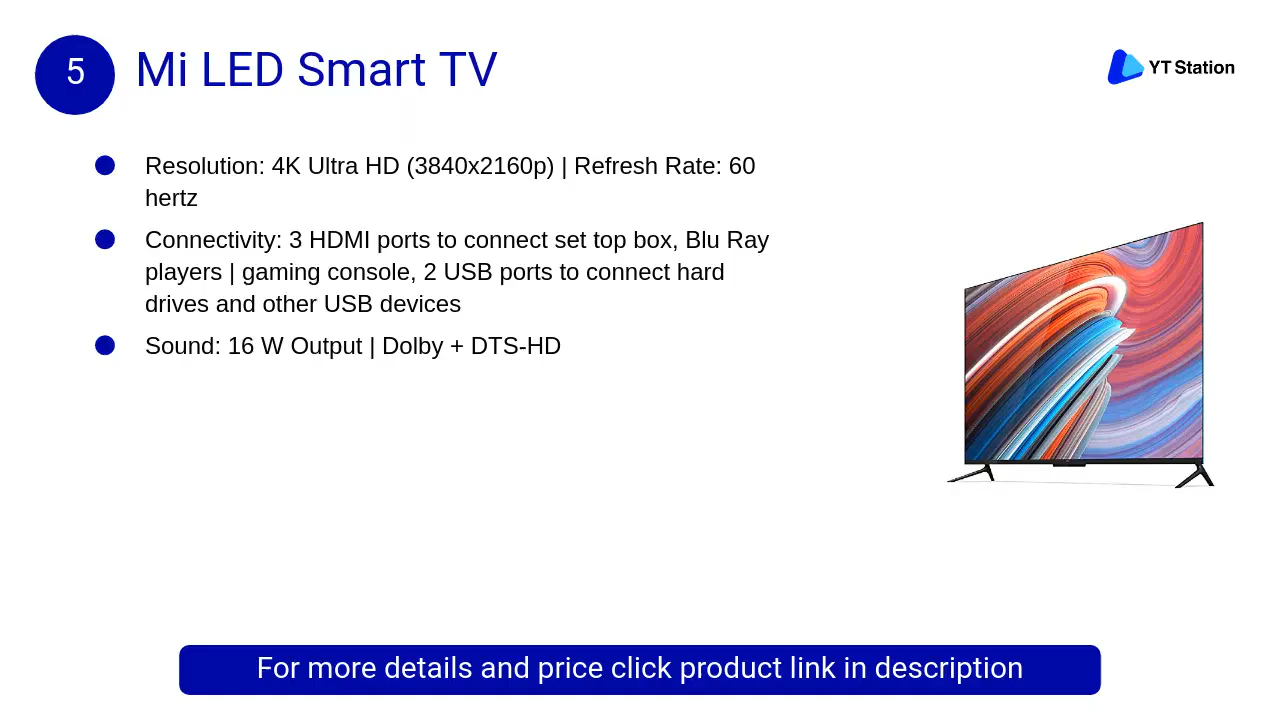 5
Mi LED Smart TV
YT Station
Resolution: 4K Ultra HD (3840x2160p) | Refresh Rate: 60
hertz
Connectivity: 3 HDMI ports to connect set top box, Blu Ray
players | gaming console, 2 USB ports to connect hard
drives and other USB devices
Sound: 16 W Output | Dolby + DTS-HD
For more details and price click product link in description